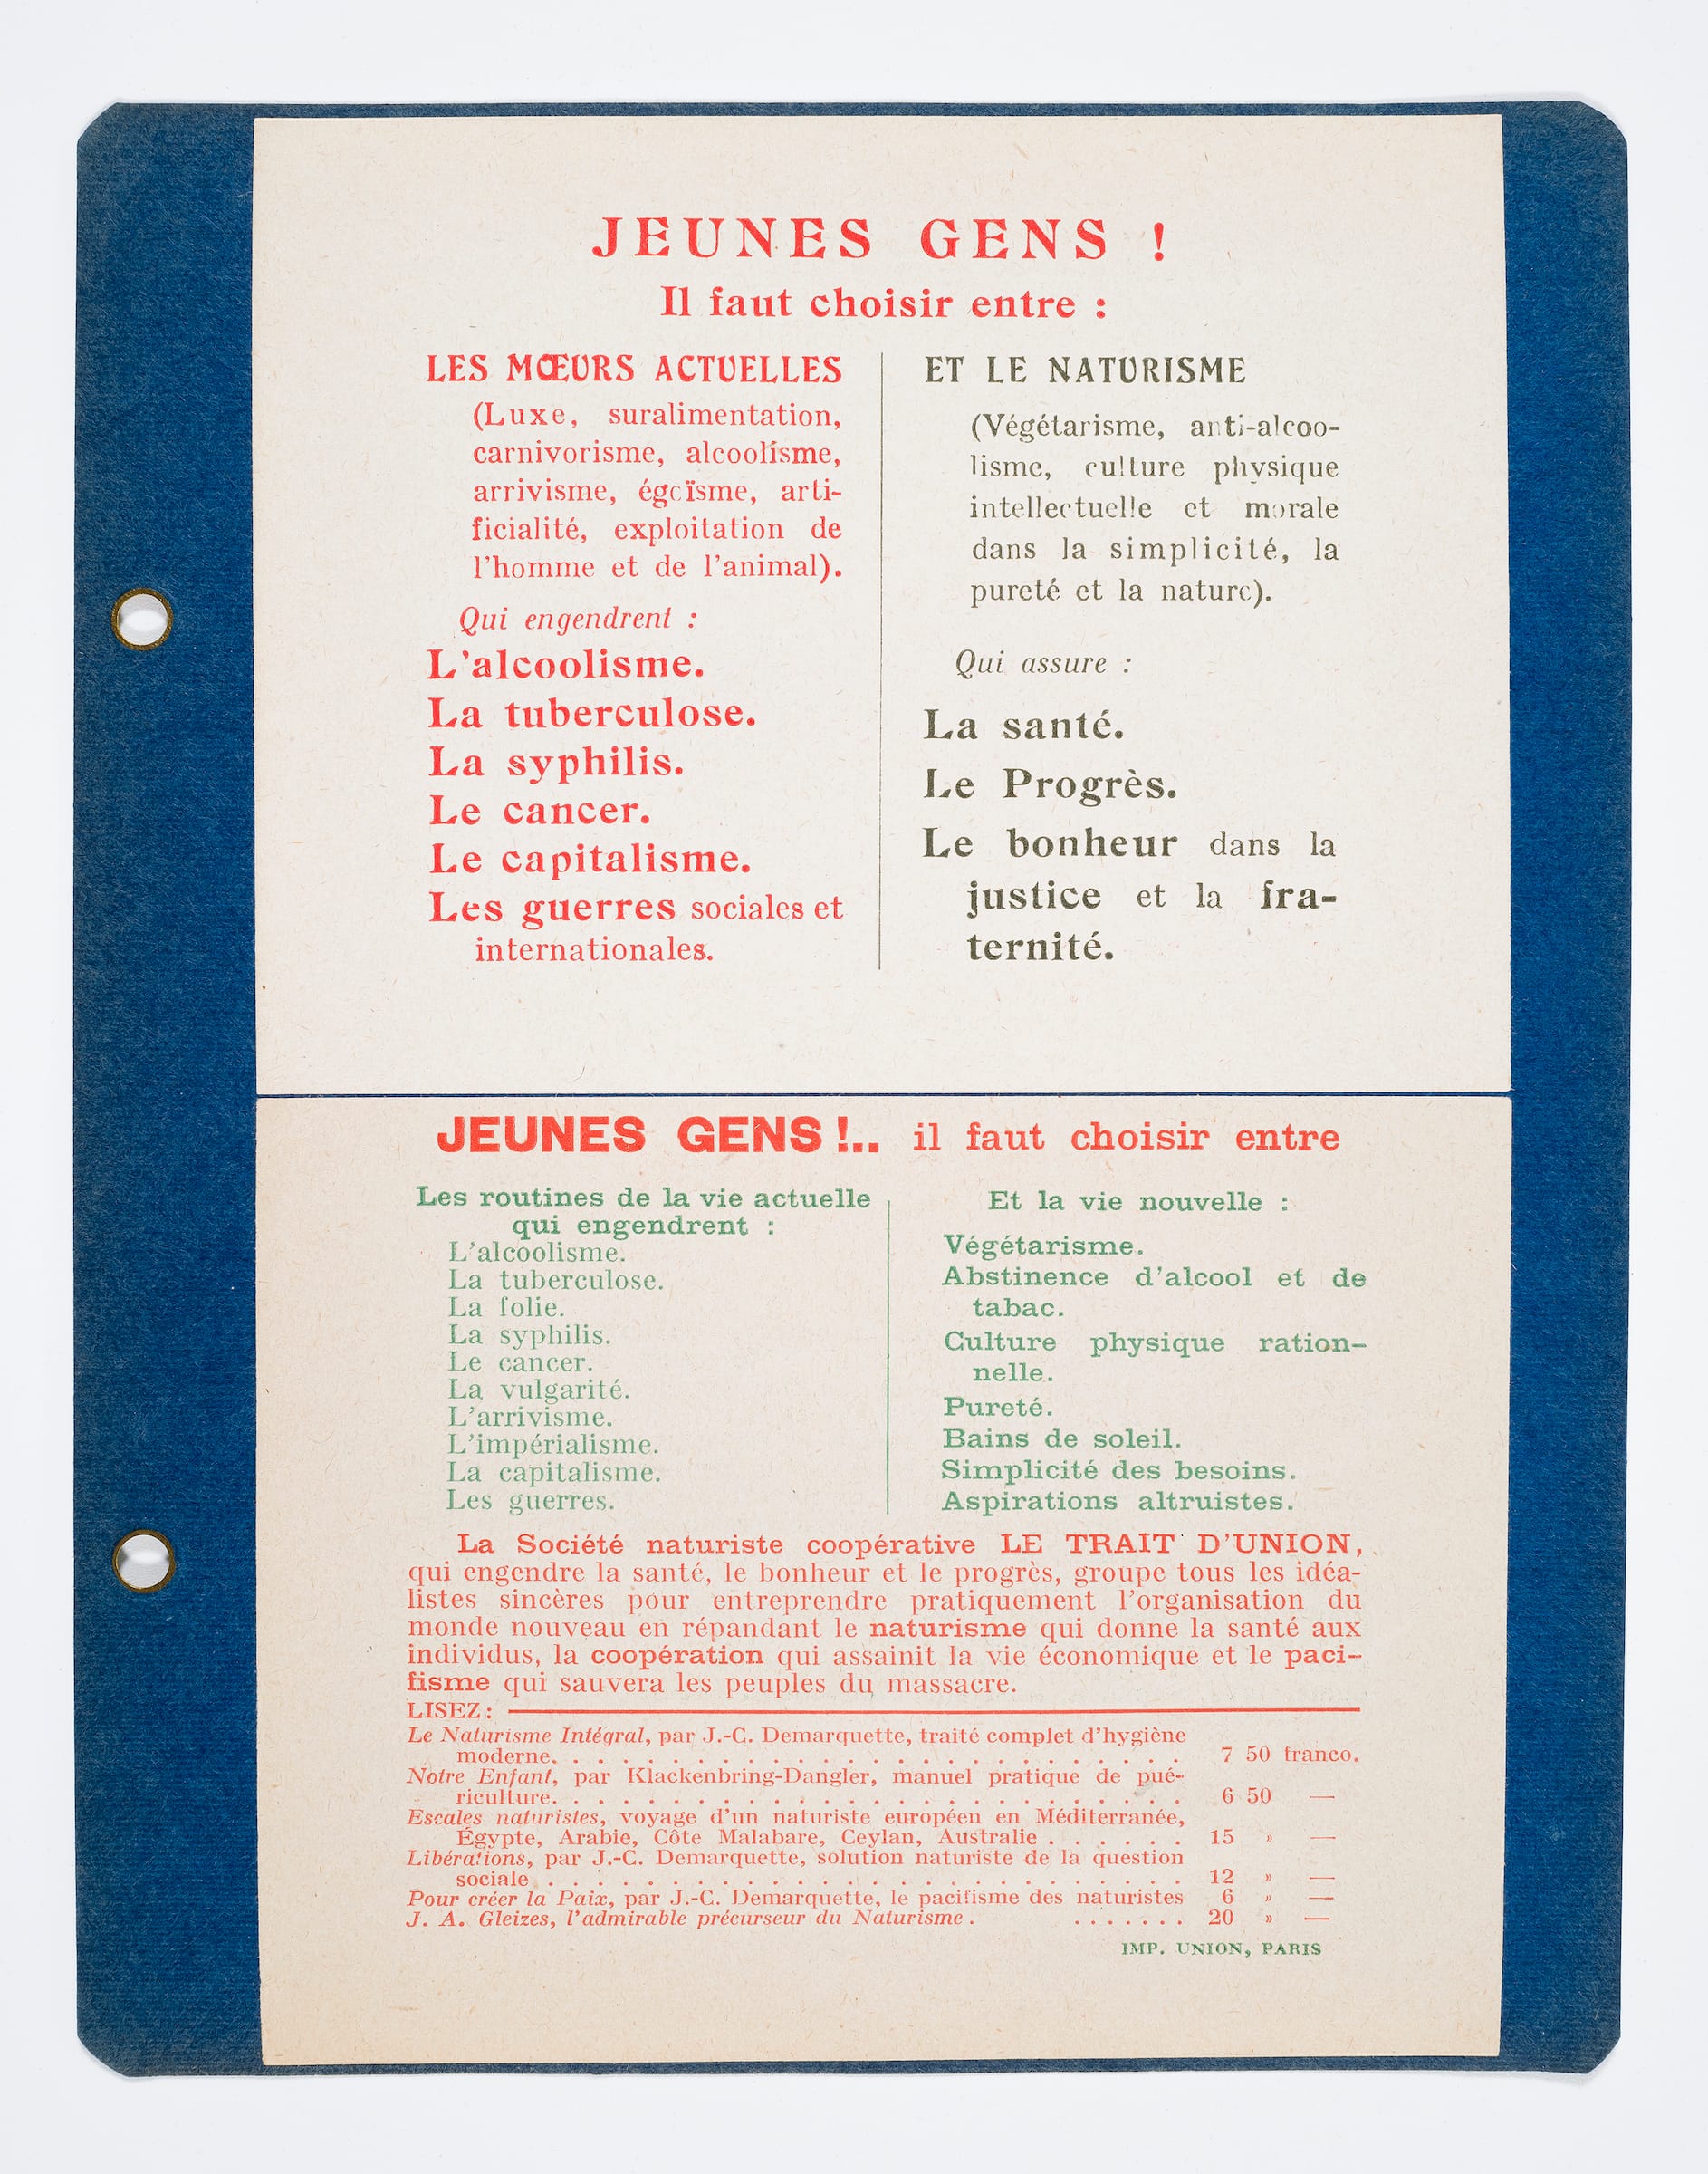 JEUNES GENS !
Il faut choisir entre :
LES MŒURS ACTUELLES
(Luxe, suralimentation,
carnivorisme, alcoolisme,
arrivisme, égoïsme, arti-
ficialité, exploitation de
l'homme et de l'animal).
Qui engendrent :
L'alcoolisme.
La tuberculose.
La syphilis.
Le cancer.
Le capitalisme.
Les guerres sociales et
internationales.
ET LE NATURISME
(Végétarisme, anti-alcoo-
lisme, culture physique
intellectuelle et morale
dans la simplicité, la
pureté et la nature).
Qui assure :
La santé.
Le Progrès.
Le bonheur dans la
justice et la fra-
ternité.
JEUNES GENS !.. il faut choisir entre
Les routines de la vie actuelle
qui engendrent :
L'alcoolisme.
La tuberculose.
La folie.
La syphilis.
Le cancer.
La vulgarité.
L'arrivisme.
L'impérialisme.
La capitalisme.
Les guerres.
Et la vie nouvelle :
Végétarisme.
Abstinence d'alcool et de
tabac.
Culture physique ration-
nelle.
Pureté.
Bains de soleil.
Simplicité des besoins.
Aspirations altruistes.
La Société naturiste coopérative LE TRAIT D'UNION,
qui engendre la santé, le bonheur et le progrès, groupe tous les idéa-
listes sincères pour entreprendre pratiquement l'organisation du
monde nouveau en répandant le naturisme qui donne la santé aux
individus, la coopération qui assainit la vie économique et le paci-
fisme qui sauvera les peuples du massacre.
LISEZ :
Le Naturisme Intégral, par J.-C. Demarquette, traité complet d'hygiène
moderne. . . . . . . . . . . . . . . . . . . . . . 7 50 franco.
Notre Enfant, par Klackenbring-Dangler, manuel pratique de pué-
riculture. . . . . . . . . . . . . . . . . . . . . . 6 50 —
Escales naturistes, voyage d'un naturiste européen en Méditerranée,
Égypte, Arabie, Côte Malabare, Ceylan, Australie . . . . . . 15 » —
Libérations, par J.-C. Demarquette, solution naturiste de la question
sociale . . . . . . . . . . . . . . . . . . . . . . 12 » —
Pour créer la Paix, par J.-C. Demarquette, le pacifisme des naturistes 6 » —
J. A. Gleizes, l'admirable précurseur du Naturisme . . . . . . . . 20 » —
IMP. UNION, PARIS